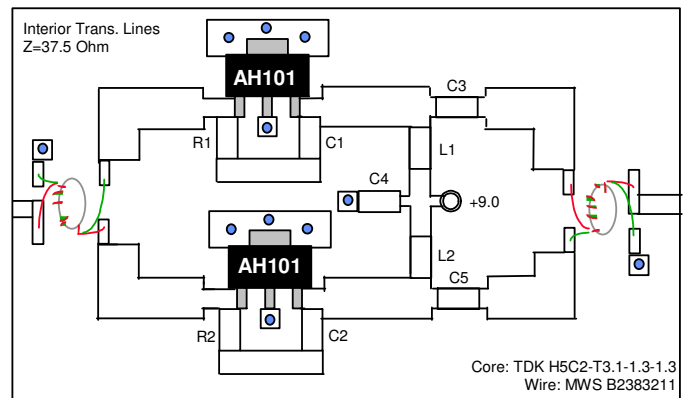 Interior Trans. Lines
Z=37.5 Ohm
AH101
C3
R1
C1
L1
C4
+9.0
AH101
L2
C5
R2
C2
Core: TDK H5C2-T3.1-1.3-1.3
Wire: MWS B2383211